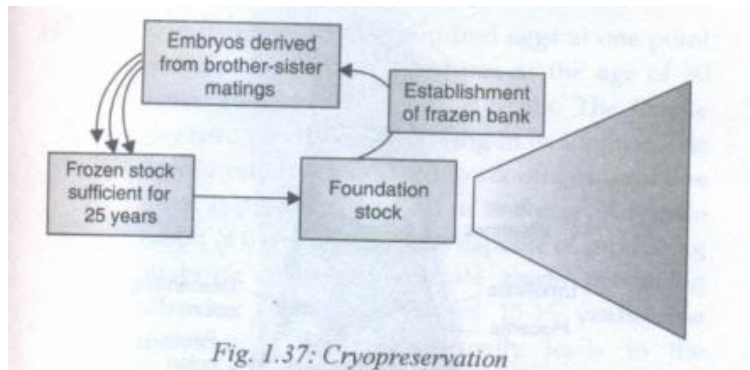 Embryos derived
from brother-sister
matings
Establishment
of frazen bank
Frozen stock
sufficient for
25 years
Foundation
stock
Fig. 1.37: Cryopreservation